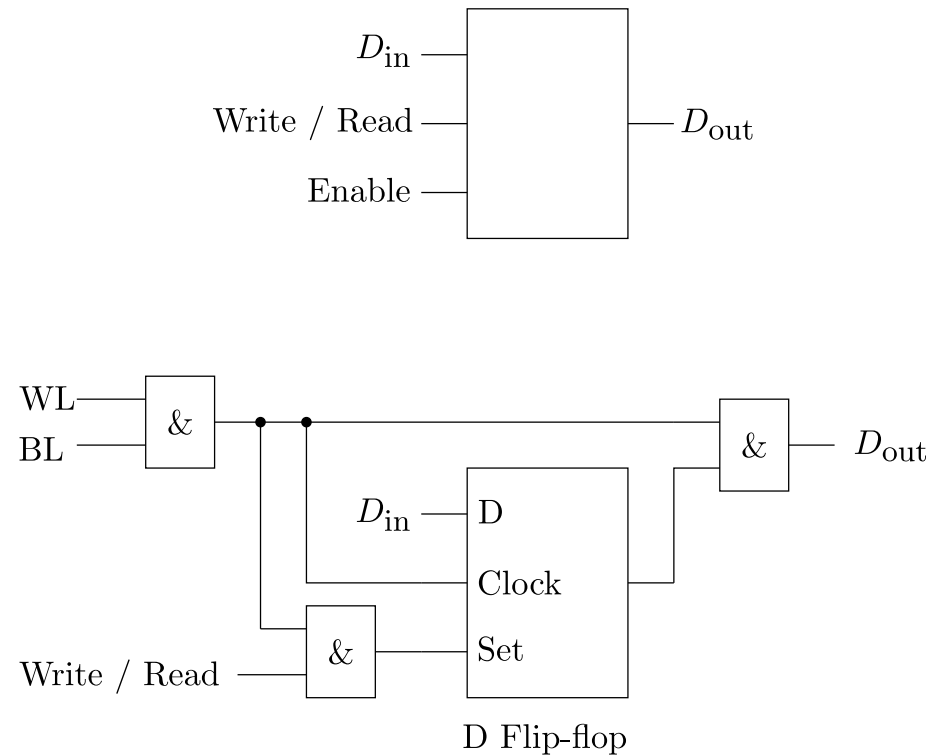 D_in
Write / Read
D_out
Enable
WL
&
BL
&
D_out
D_in
D
Clock
&
Set
Write / Read
D Flip-flop